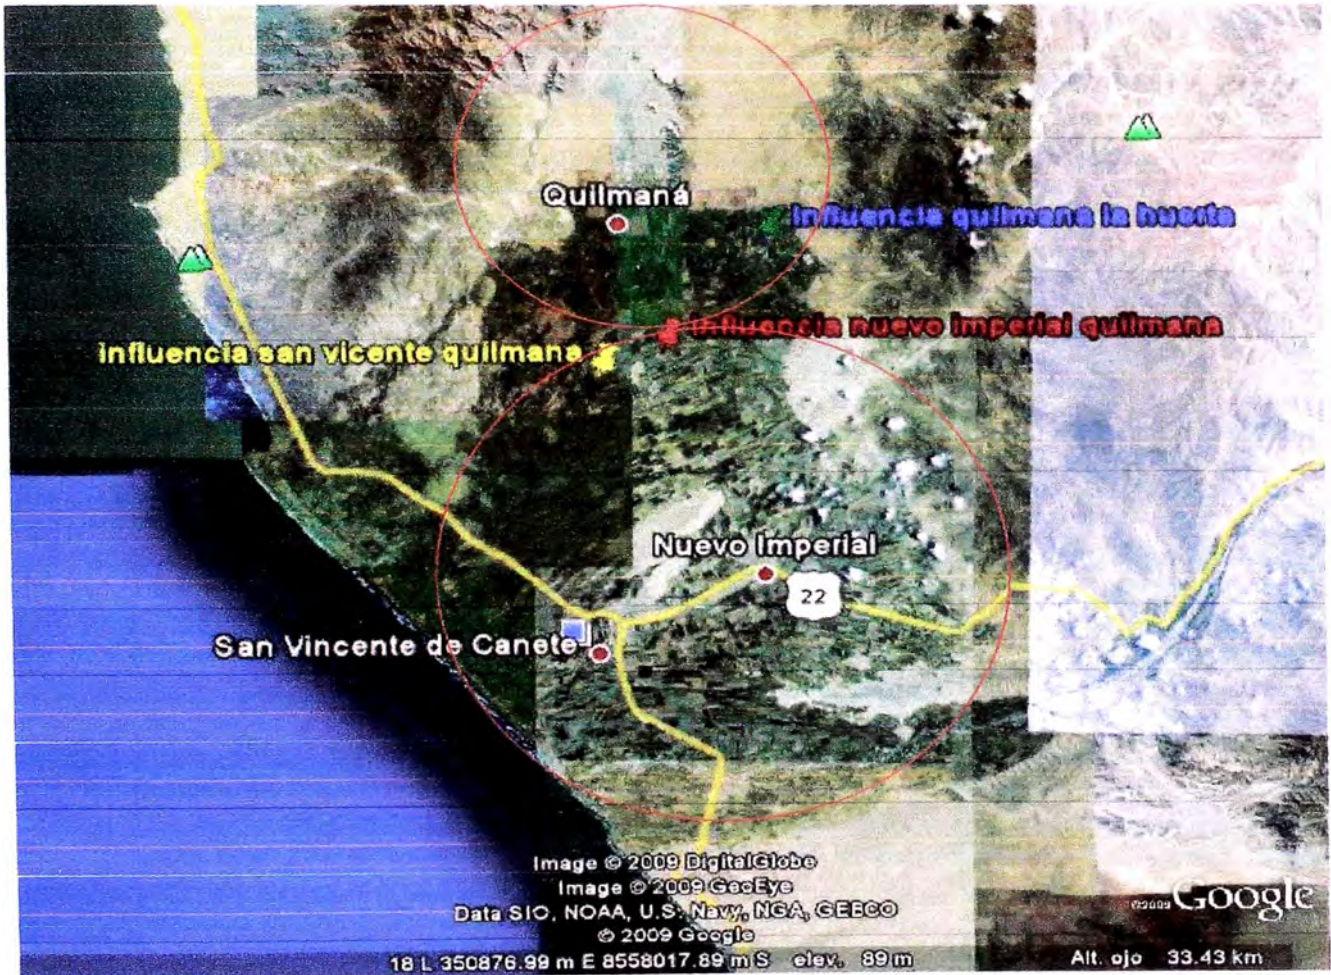 Quilmaná
influencia quilmana la huerta
influencia nuevo imperial quilmana
influencia san vicente quilmana
Nuevo Imperial
22
San Vincente de Canete
Image © 2009 DigitalGlobe
Image © 2009 GeoEye
Data SIO, NOAA, U.S. Navy, NGA, GEBCO
© 2009 Google
©2009 Google
18 L 350876.99 m E 8558017.89 m S elev. 89 m
Alt. ojo 33.43 km